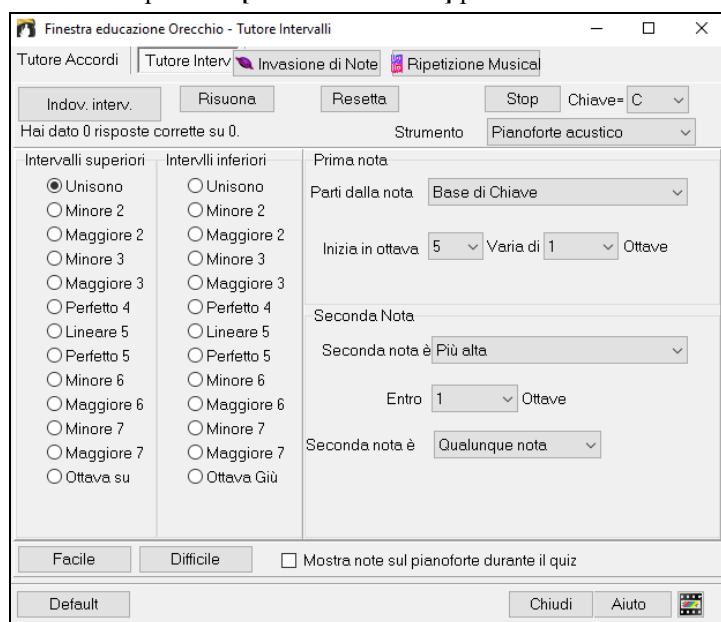 Finestra educazione Orecchio - Tutore Intervalli
Tutore Accordi Tutore Interv Invasione di Note Ripetizione Musical
Indov. interv. Risuona Resetta Stop Chiave= C
Hai dato 0 risposte corrette su 0. Strumento Pianoforte acustico
Intervalli superiori Intervlli inferiori Prima nota
Unisono Unisono Parti dalla nota Base di Chiave
Minore 2 Minore 2
Maggiore 2 Maggiore 2
Minore 3 Minore 3 Inizia in ottava 5 Varia di 1 Ottave
Maggiore 3 Maggiore 3
Perfetto 4 Perfetto 4 Seconda Nota
Lineare 5 Lineare 5
Perfetto 5 Perfetto 5 Seconda nota è Più alta
Minore 6 Minore 6
Maggiore 6 Maggiore 6 Entro 1 Ottave
Minore 7 Minore 7
Maggiore 7 Maggiore 7 Seconda nota è Qualunque nota
Ottava su Ottava Giù
Facile Difficile Mostra note sul pianoforte durante il quiz
Default Chiudi Aiuto